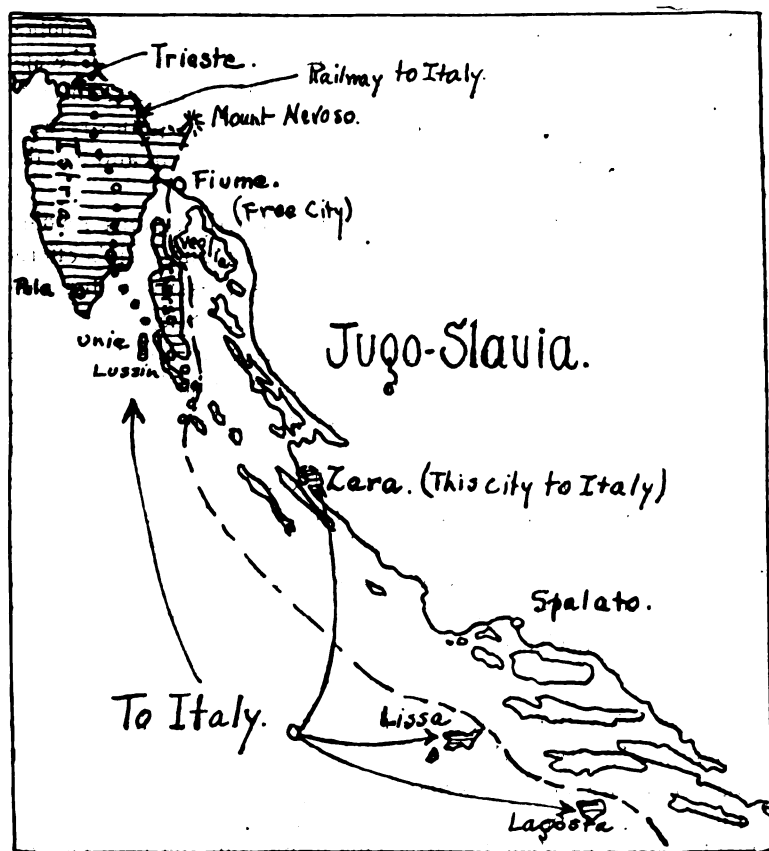 Trieste.
Railway to Italy.
Mount Nevoso.
Istria.
Fiume.
(Free City)
Veglia
Pola
Unie
Lussin
Jugo-Slavia.
Zara. (This city to Italy)
Spalato.
To Italy.
Lissa
Lagosta.